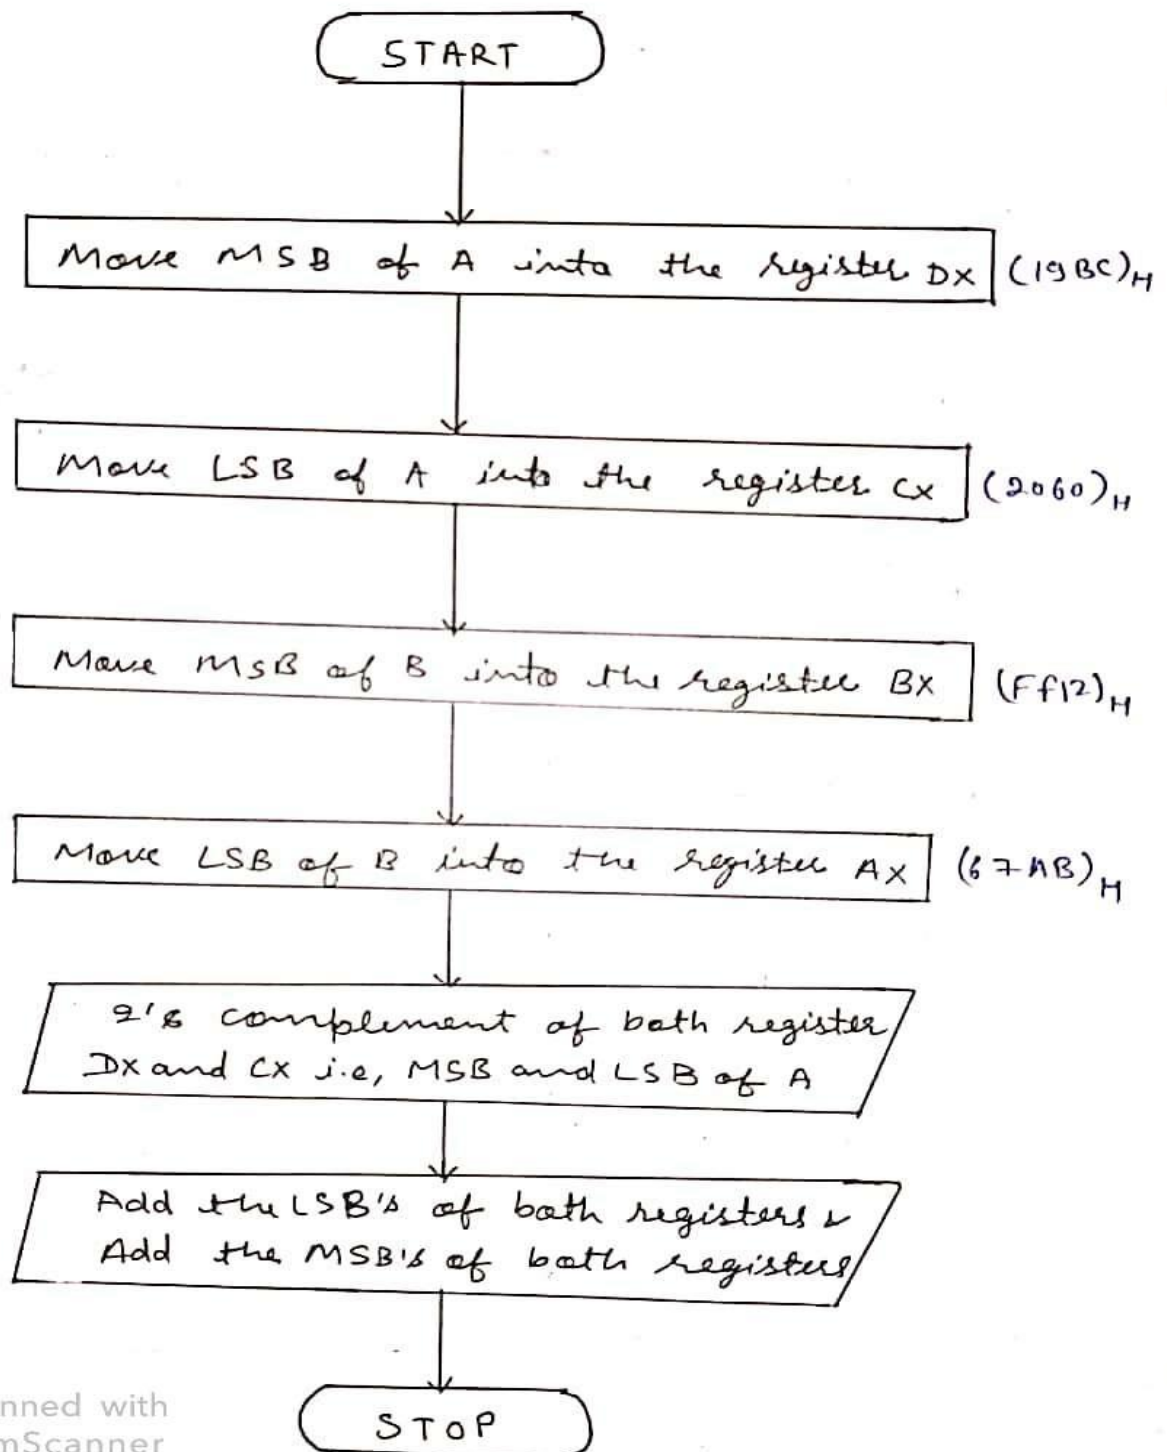 START
Move MSB of A into the register DX (19BC)H
Move LSB of A into the register CX (2060)H
Move MSB of B into the register BX (Ff12)H
Move LSB of B into the register AX (67AB)H
2's complement of both register
DX and CX i.e, MSB and LSB of A
Add the LSB's of both registers &
Add the MSB's of both registers
STOP
nned with
mScanner